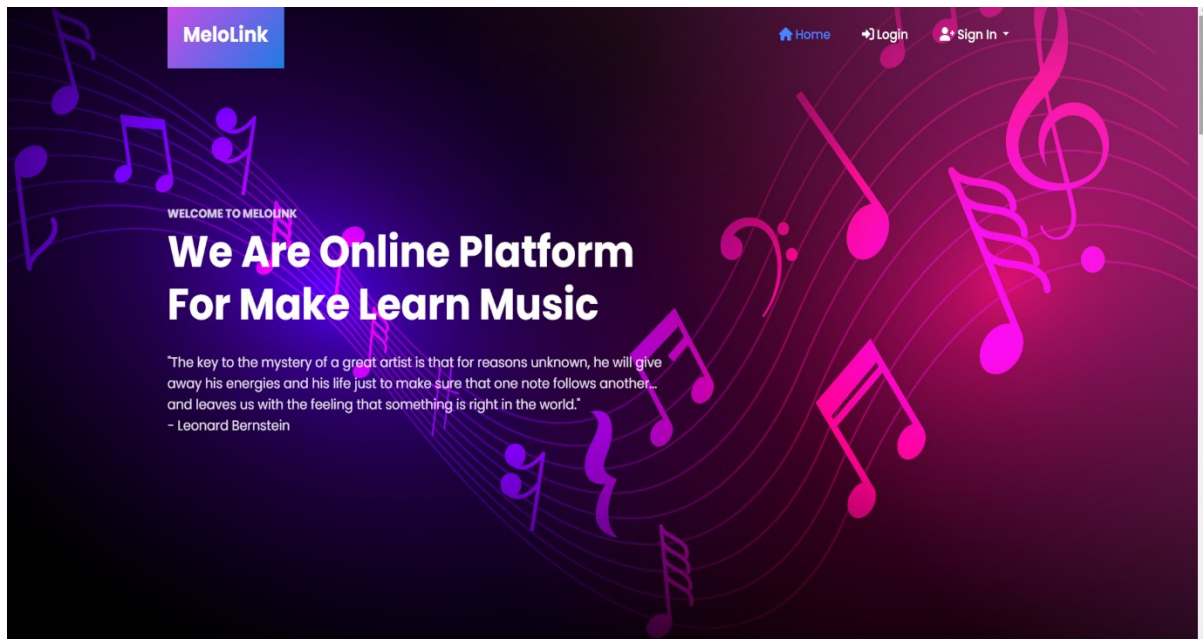 MeloLink
Home Login Sign In
WELCOME TO MELOLINK
We Are Online Platform
For Make Learn Music
"The key to the mystery of a great artist is that for reasons unknown, he will give
away his energies and his life just to make sure that one note follows another...
and leaves us with the feeling that something is right in the world."
- Leonard Bernstein